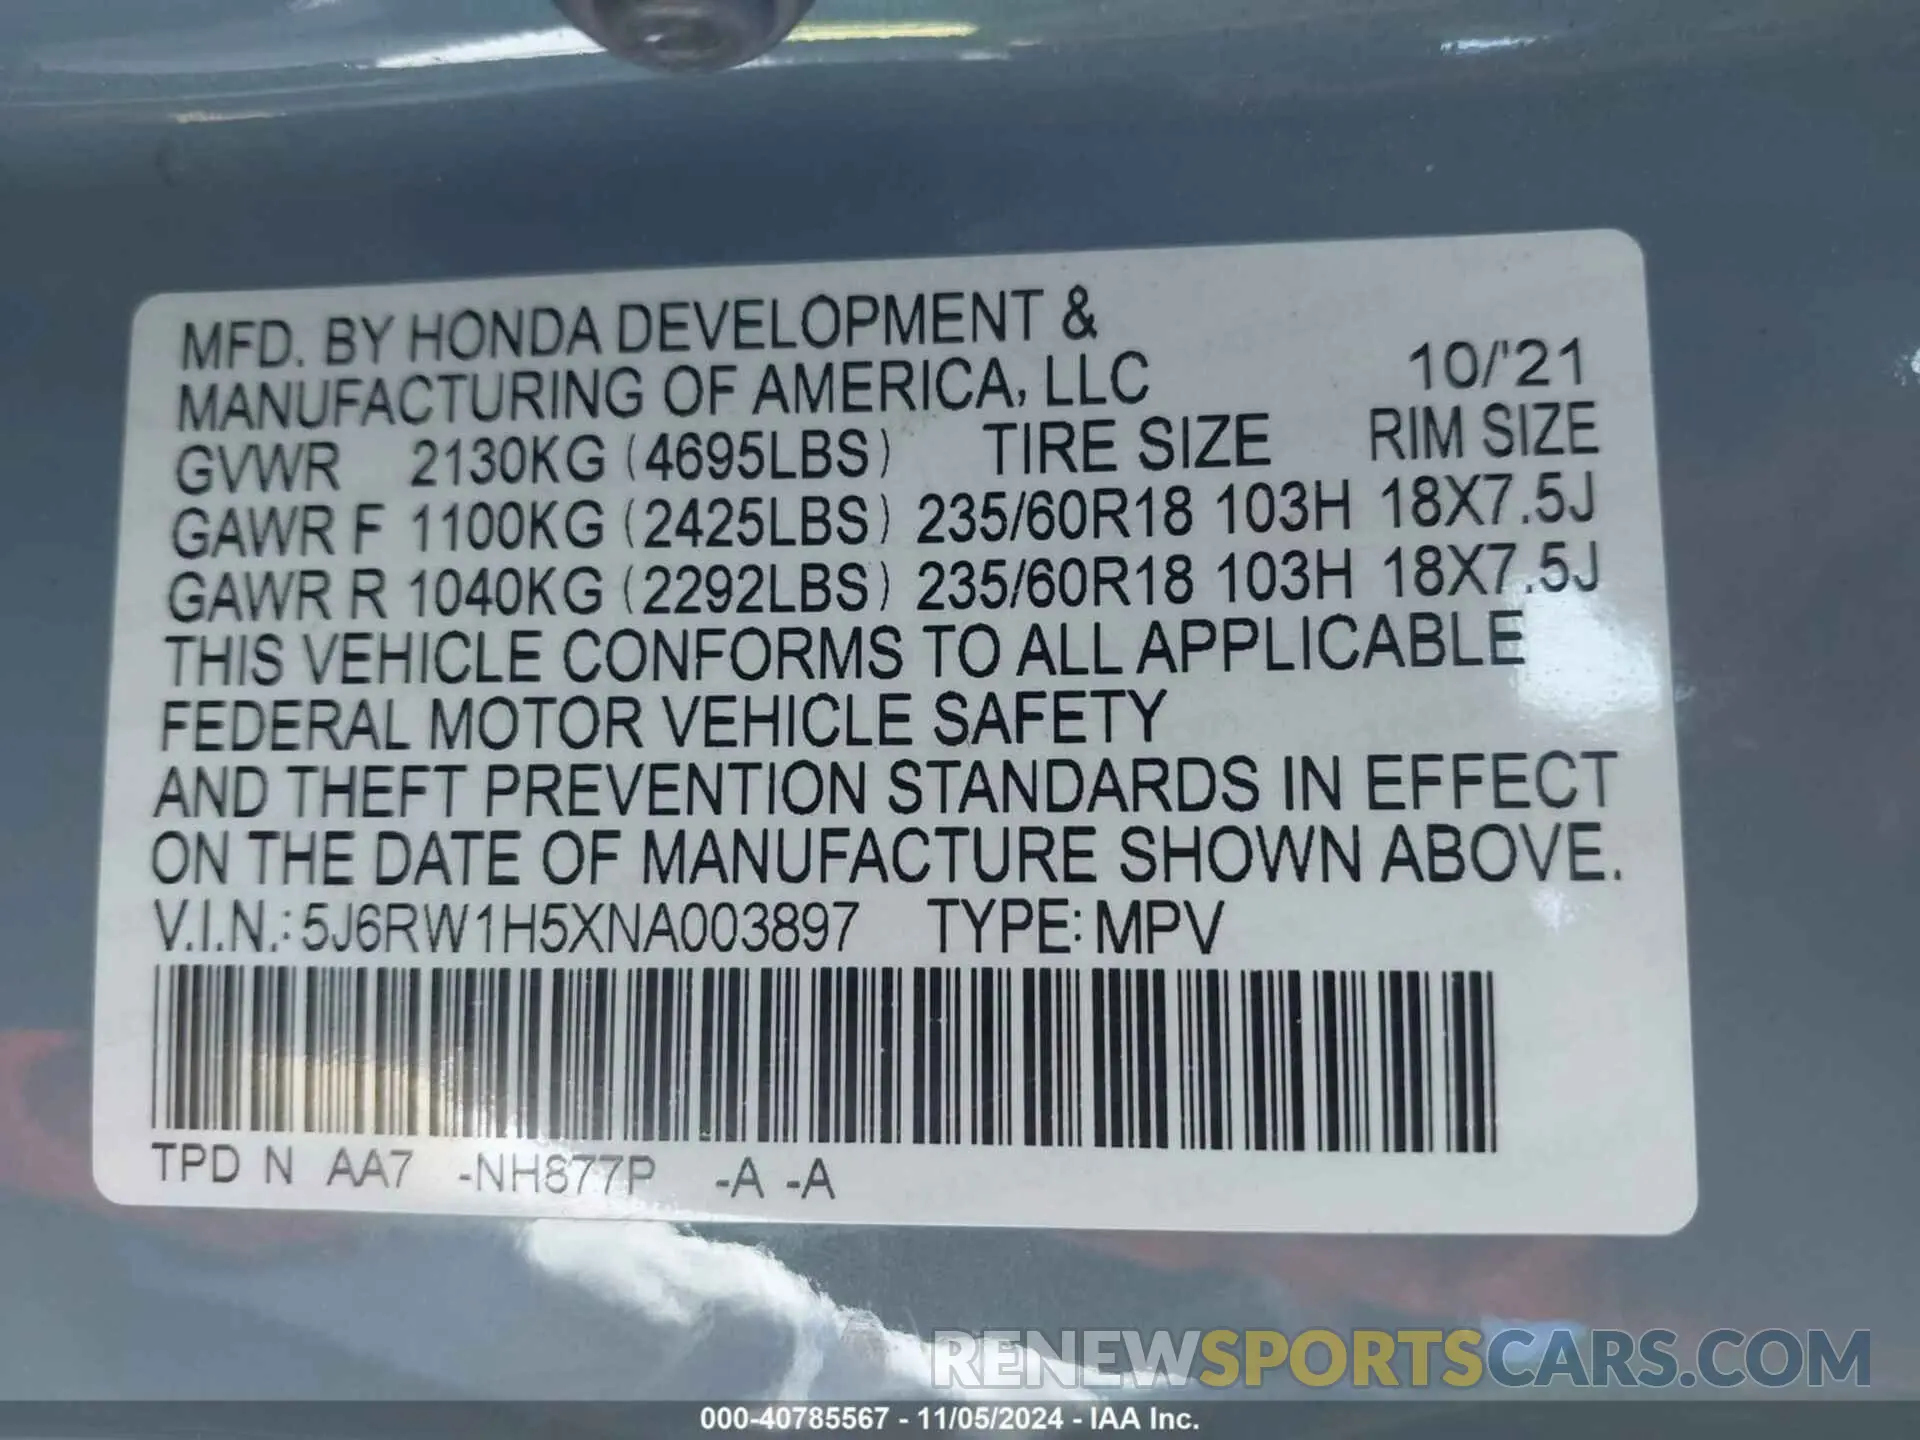 MFD. BY HONDA DEVELOPMENT &
MANUFACTURING OF AMERICA, LLC 10/'21
GVWR 2130KG (4695LBS) TIRE SIZE RIM SIZE
GAWR F 1100KG (2425LBS) 235/60R18 103H 18X7.5J
GAWR R 1040KG (2292LBS) 235/60R18 103H 18X7.5J
THIS VEHICLE CONFORMS TO ALL APPLICABLE
FEDERAL MOTOR VEHICLE SAFETY
AND THEFT PREVENTION STANDARDS IN EFFECT
ON THE DATE OF MANUFACTURE SHOWN ABOVE.
V.I.N.: 5J6RW1H5XNA003897 TYPE: MPV
TPD N AA7 -NH877P -A -A
RENEWSPORTSCARS.COM
000-40785567 - 11/05/2024 - IAA Inc.